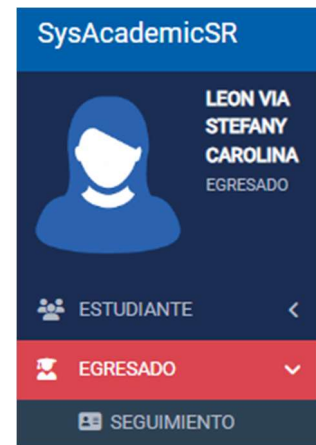 SysAcademicSR
LEON VIA
STEFANY
CAROLINA
EGRESADO
ESTUDIANTE
EGRESADO
SEGUIMIENTO